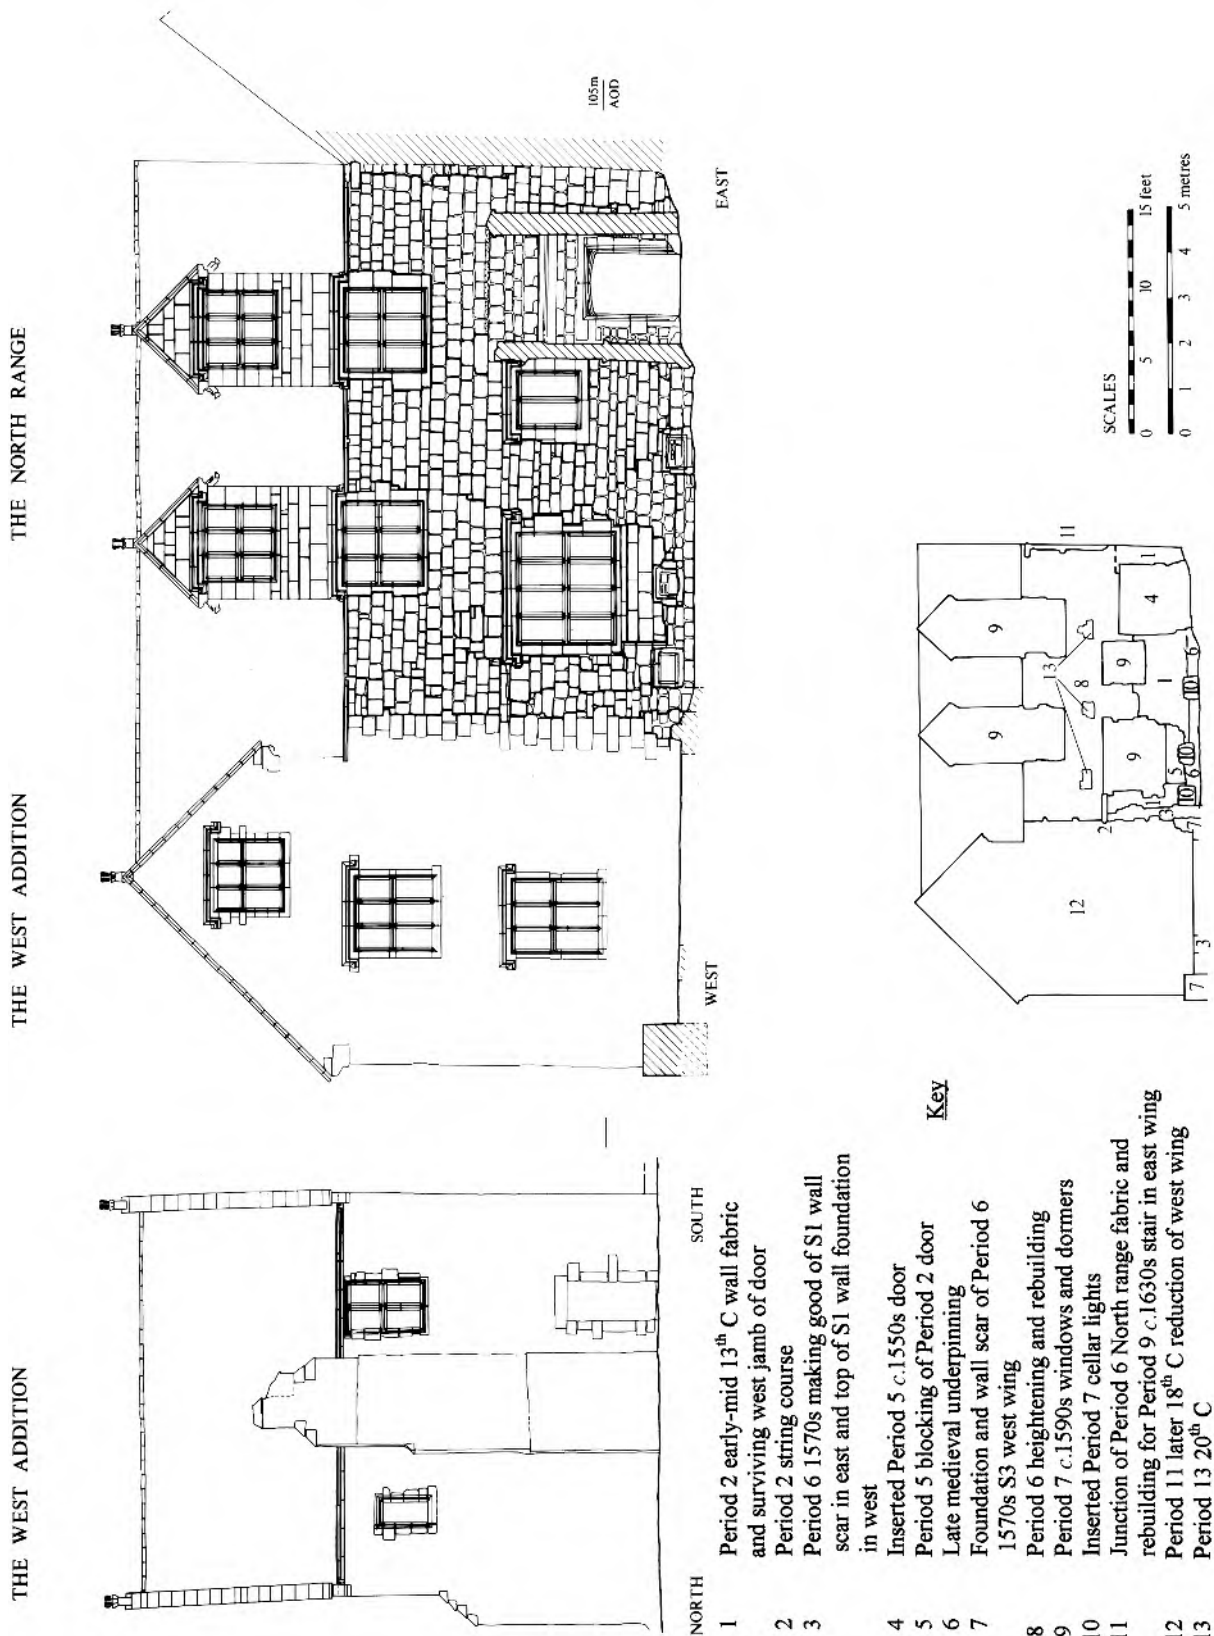 THE WEST ADDITION
THE WEST ADDITION
THE NORTH RANGE
105m
AOD
NORTH
SOUTH
WEST
EAST
1 Period 2 early-mid 13th C wall fabric
and surviving west jamb of door
2 Period 2 string course
3 Period 6 1570s making good of S1 wall
scar in east and top of S1 wall foundation
in west
4 Inserted Period 5 c.1550s door
5 Period 5 blocking of Period 2 door
6 Late medieval underpinning
7 Foundation and wall scar of Period 6
1570s S3 west wing
8 Period 6 heightening and rebuilding
9 Period 7 c.1590s windows and dormers
10 Inserted Period 7 cellar lights
11 Junction of Period 6 North range fabric and
rebuilding for Period 9 c.1630s stair in east wing
12 Period 11 later 18th C reduction of west wing
13 Period 13 20th C
Key
7
3
12
2
7
3
1
10
5
6
10
9
9
13
8
9
9
1
10
6
4
1
11
SCALES
0 5 10 15 feet
0 1 2 3 4 5 metres